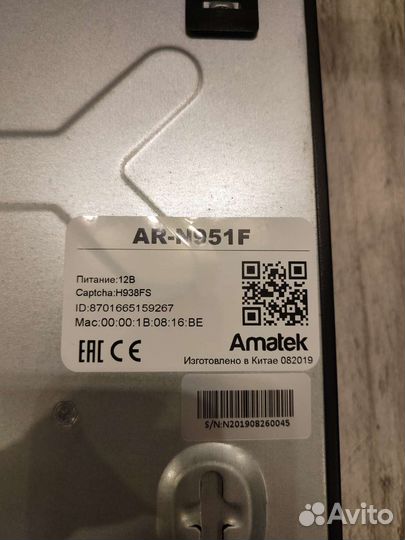 AR-N951F
Питание:12В
Captcha:H938FS
ID:8701665159267
Mac:00:00:1B:08:16:BE
EAC CE
Amatek
Изготовлено в Китае 082019
S/N:N201908260045
Avito